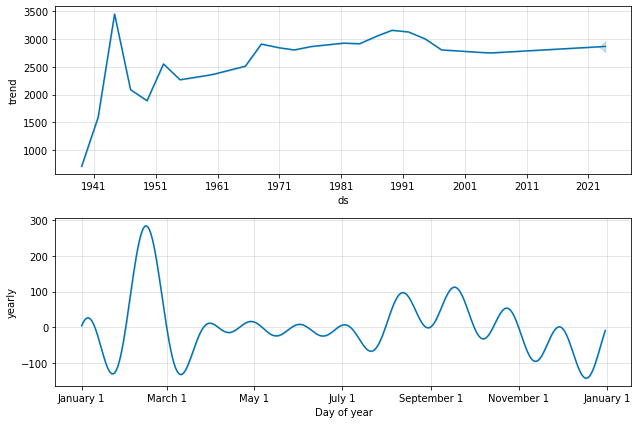 3500
3000
2500
2000
1500
1000
trend
1941 1951 1961 1971 1981 1991 2001 2011 2021
ds
300
200
100
0
−100
yearly
January 1 March 1 May 1 July 1 September 1 November 1 January 1
Day of year